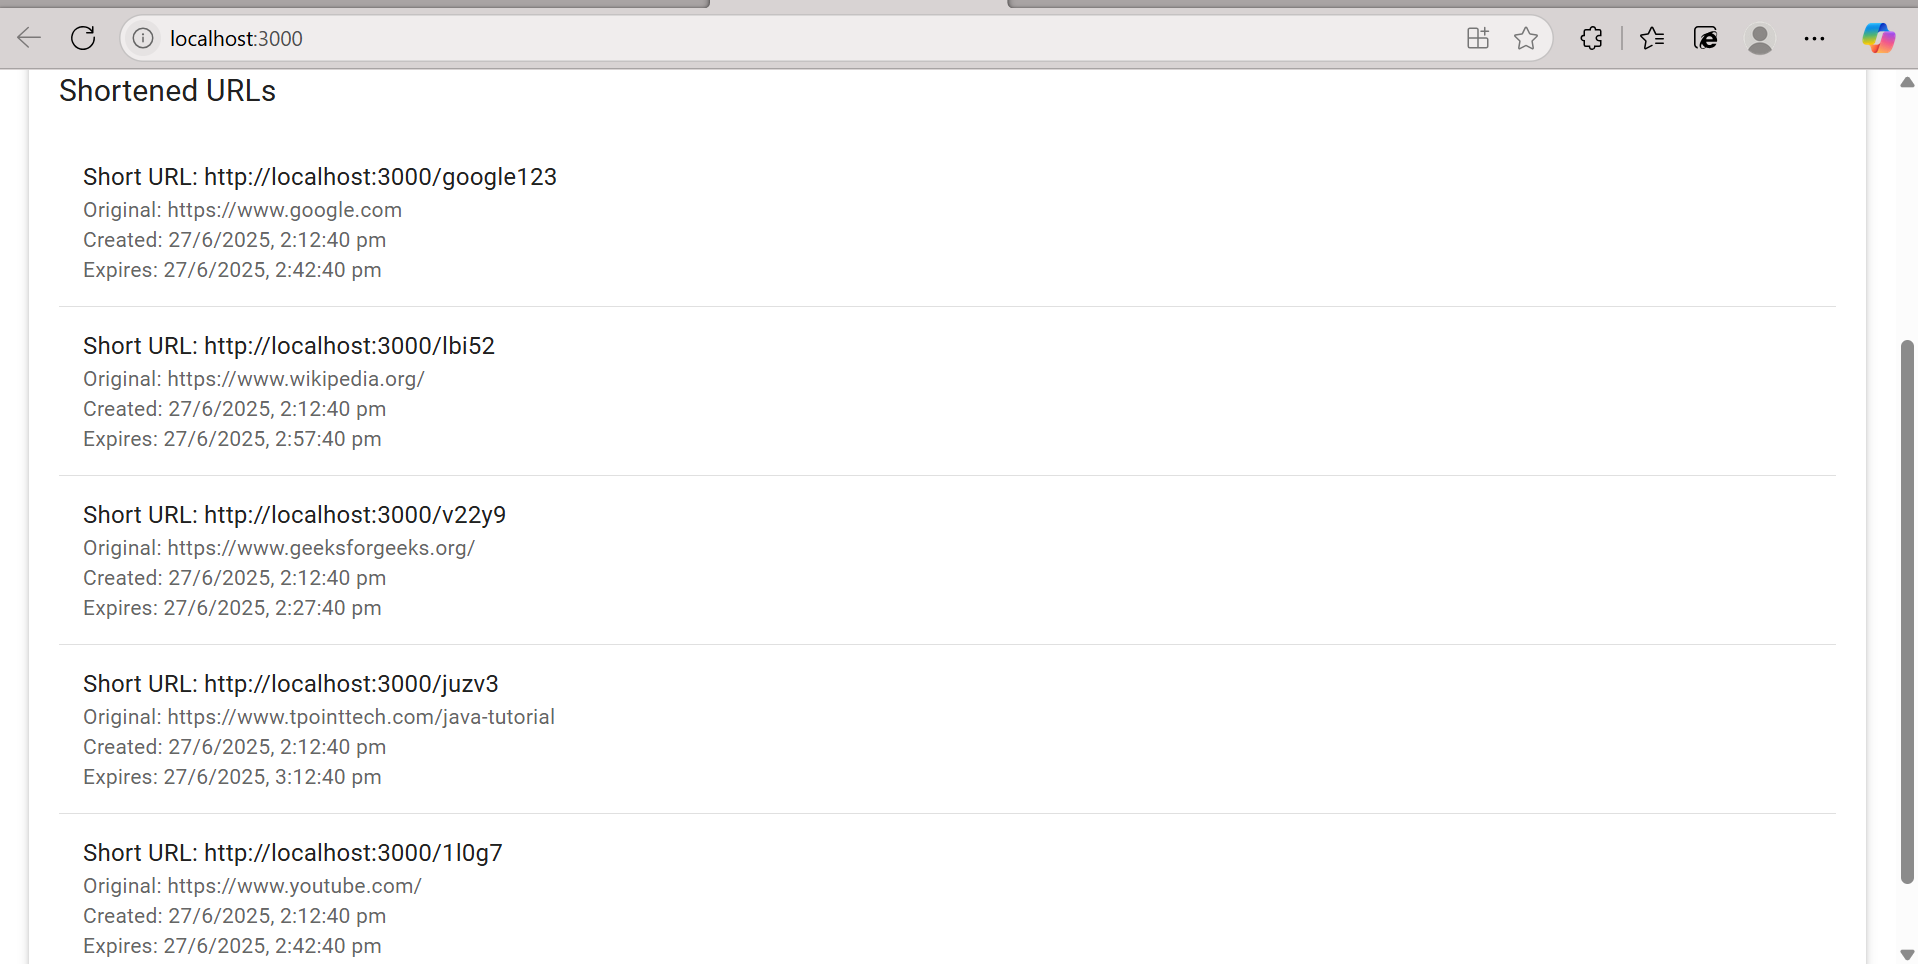 localhost:3000
Shortened URLs
Short URL: http://localhost:3000/google123
Original: https://www.google.com
Created: 27/6/2025, 2:12:40 pm
Expires: 27/6/2025, 2:42:40 pm
Short URL: http://localhost:3000/lbi52
Original: https://www.wikipedia.org/
Created: 27/6/2025, 2:12:40 pm
Expires: 27/6/2025, 2:57:40 pm
Short URL: http://localhost:3000/v22y9
Original: https://www.geeksforgeeks.org/
Created: 27/6/2025, 2:12:40 pm
Expires: 27/6/2025, 2:27:40 pm
Short URL: http://localhost:3000/juzv3
Original: https://www.tpointtech.com/java-tutorial
Created: 27/6/2025, 2:12:40 pm
Expires: 27/6/2025, 3:12:40 pm
Short URL: http://localhost:3000/1l0g7
Original: https://www.youtube.com/
Created: 27/6/2025, 2:12:40 pm
Expires: 27/6/2025, 2:42:40 pm